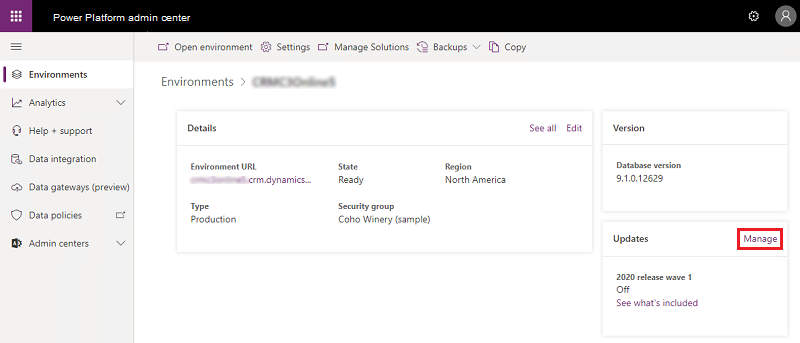 Power Platform admin center
Open environment Settings Manage Solutions Backups Copy
Environments
Analytics
Help + support
Data integration
Data gateways (preview)
Data policies
Admin centers
Environments >
Details See all Edit
Environment URL State Region
.crm.dynamics... Ready North America
Type Security group
Production Coho Winery (sample)
Version
Database version
9.1.0.12629
Updates Manage
2020 release wave 1
Off
See what's included